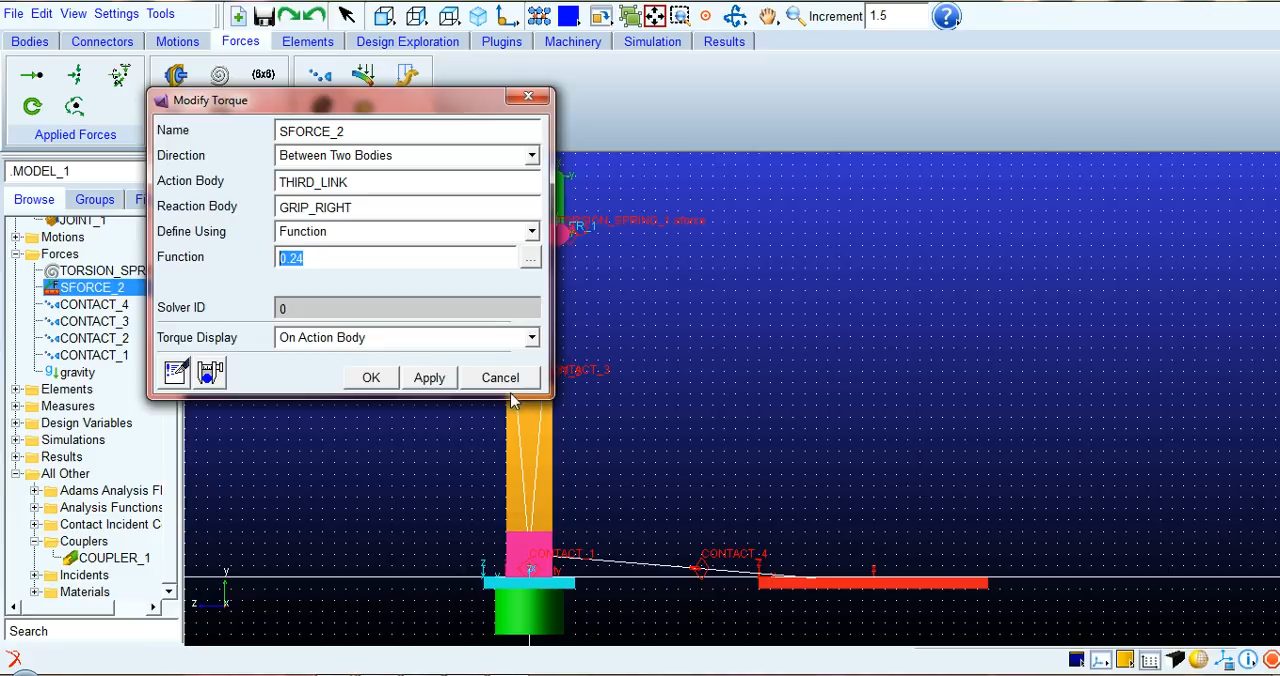 File Edit View Settings Tools
Increment 1.5
Bodies Connectors Motions Forces Elements Design Exploration Plugins Machinery Simulation Results
Applied Forces
(6x6)
.MODEL_1
Browse Groups Fi
JOINT_1
Motions
Forces
TORSION_SPR
SFORCE_2
CONTACT_4
CONTACT_3
CONTACT_2
CONTACT_1
gravity
Elements
Measures
Design Variables
Simulations
Results
All Other
Adams Analysis Fl
Analysis Functions
Contact Incident C
Couplers
COUPLER_1
Incidents
Materials
Search
Modify Torque
Name SFORCE_2
Direction Between Two Bodies
Action Body THIRD_LINK
Reaction Body GRIP_RIGHT
Define Using Function
Function 0.24 ...
Solver ID 0
Torque Display On Action Body
OK Apply Cancel
CONTACT_4
y
z x